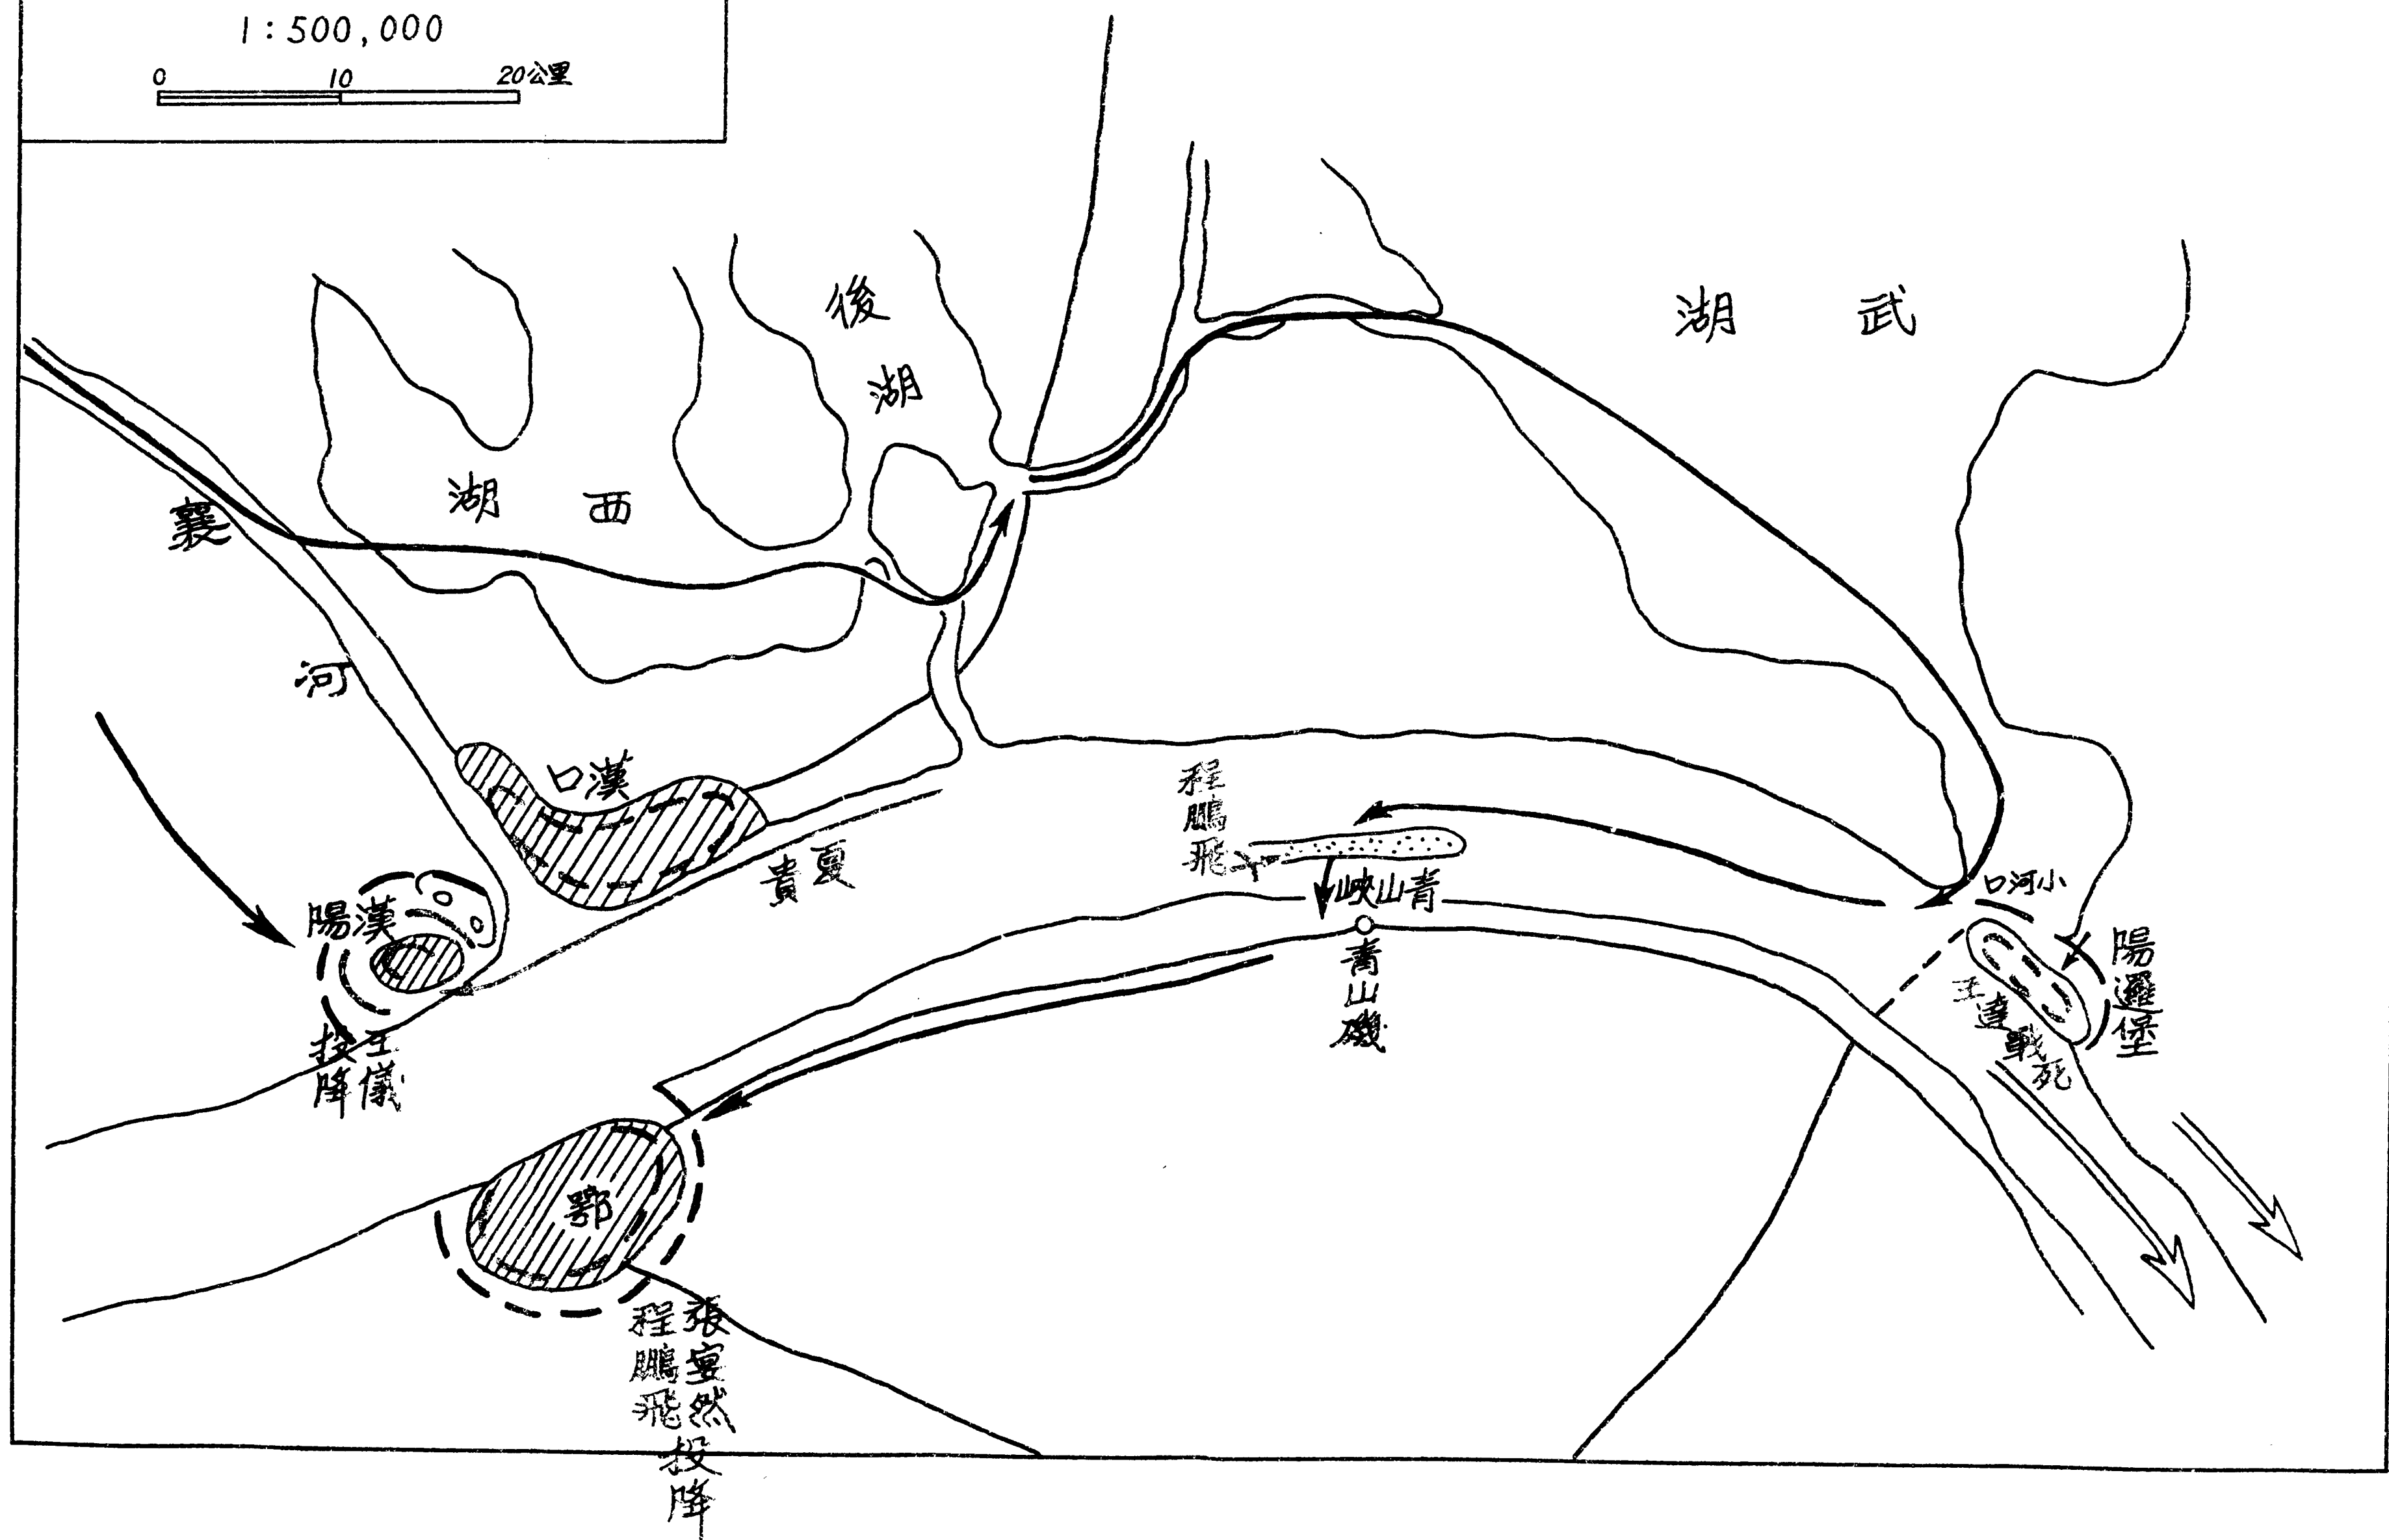 1:500,000
0 10 20公里
後湖
武湖
西湖
襄河
漢口
夏貴
程鵬飛
青山峽
青山磯
小河口
陽邏堡
王達戰死
漢陽
王儀投降
鄂
張宴然
程鵬飛
投降